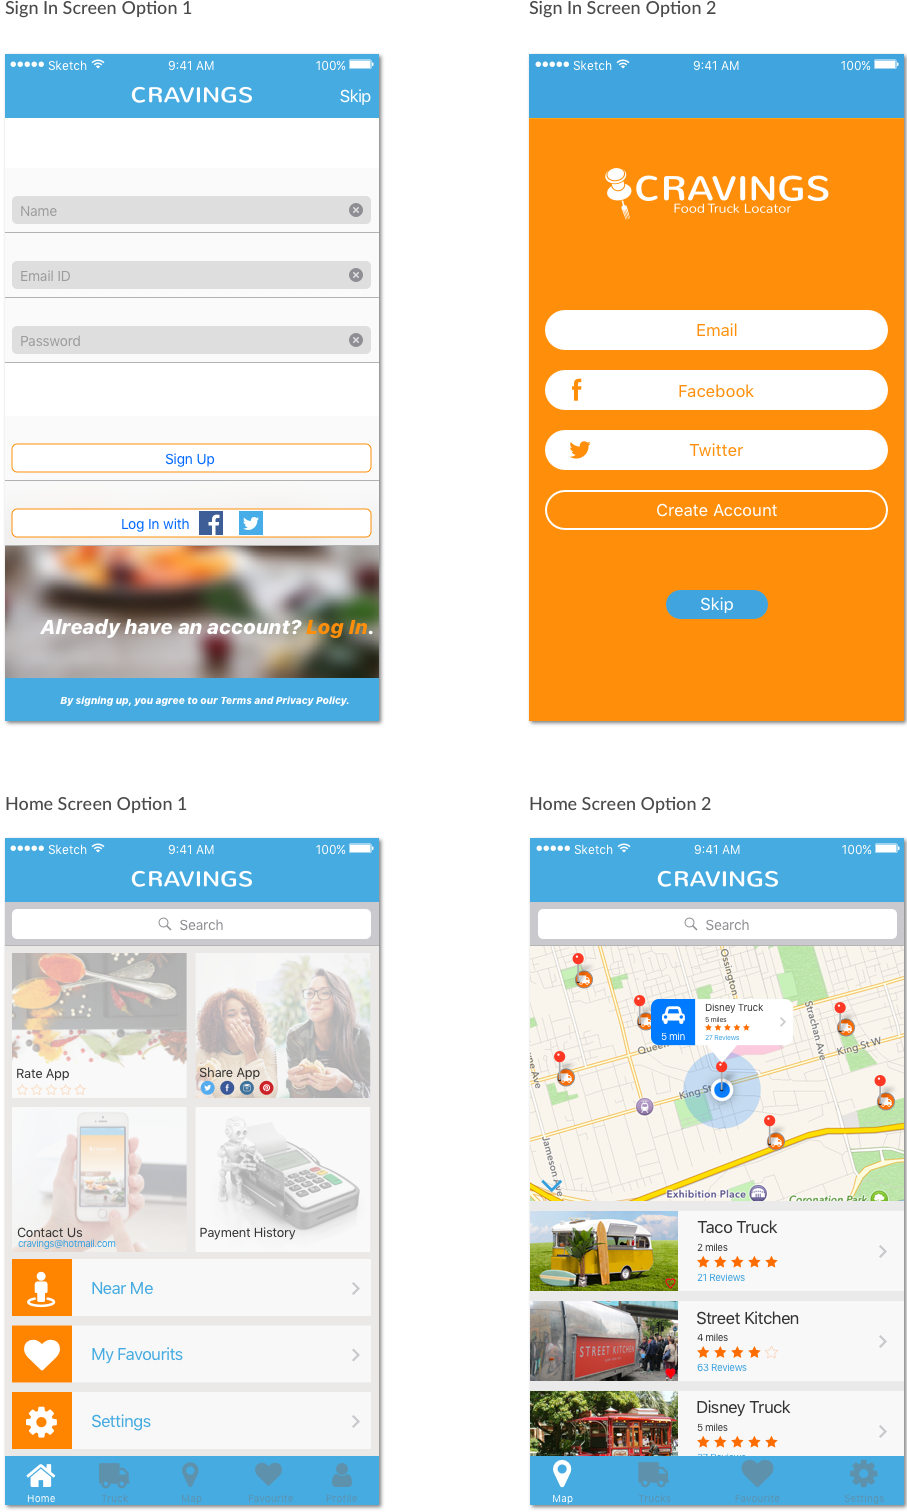 Sign In Screen Option 1
Sign In Screen Option 2
Sketch 9:41 AM 100%
CRAVINGS Skip
Name
Email ID
Password
Sign Up
Log In with
Already have an account? Log In.
By signing up, you agree to our Terms and Privacy Policy.
Sketch 9:41 AM 100%
CRAVINGS
Food Truck Locator
Email
Facebook
Twitter
Create Account
Skip
Home Screen Option 1
Home Screen Option 2
Sketch 9:41 AM 100%
CRAVINGS
Search
Rate App
Share App
Contact Us
cravings@hotmail.com
Payment History
Near Me
My Favourits
Settings
Home Truck Map Favourite Profile
Sketch 9:41 AM 100%
CRAVINGS
Search
Ossington
Disney Truck
5 miles
27 Reviews
5 min
Strachan Ave
Queen
King St W
King St
Jameson Ave
Exhibition Place
Coronation Park
Taco Truck
2 miles
21 Reviews
Street Kitchen
4 miles
63 Reviews
STREET KITCHEN
Disney Truck
5 miles
27 Reviews
Map Trucks Favourite Settings